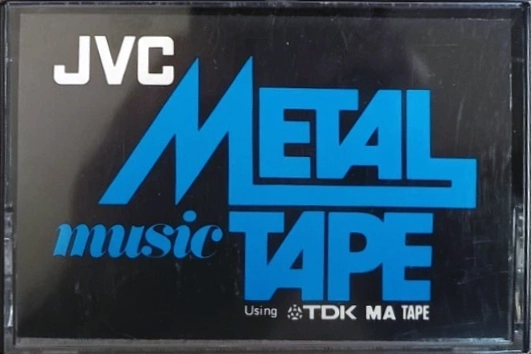 JVC
METAL
music TAPE
Using TDK MA TAPE